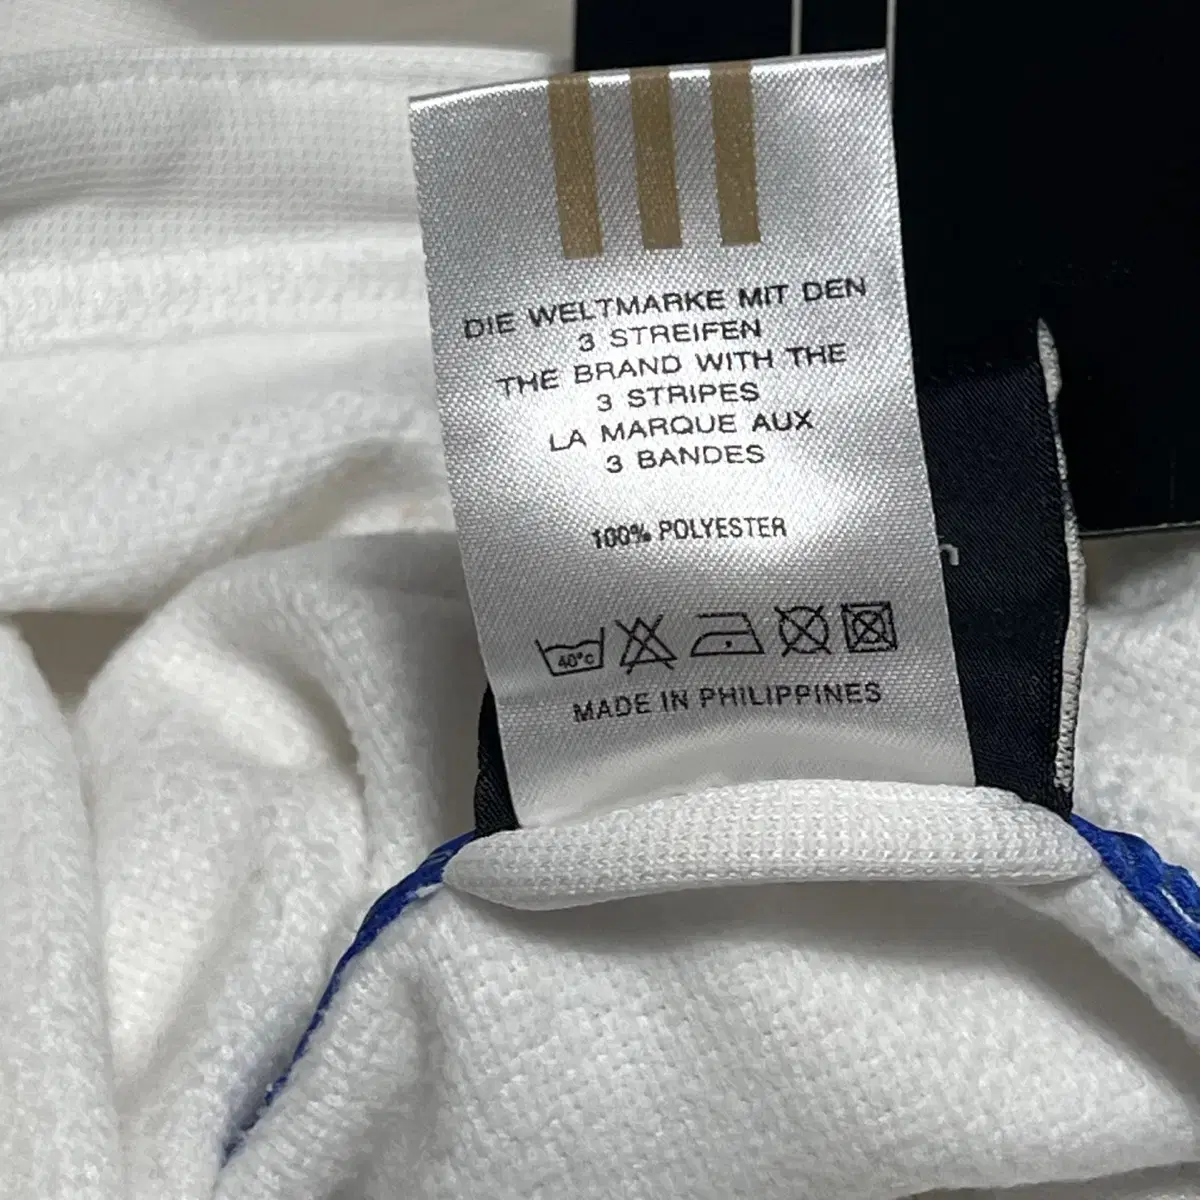 DIE WELTMARKE MIT DEN
3 STREIFEN
THE BRAND WITH THE
3 STRIPES
LA MARQUE AUX
3 BANDES
100% POLYESTER
40°C
MADE IN PHILIPPINES